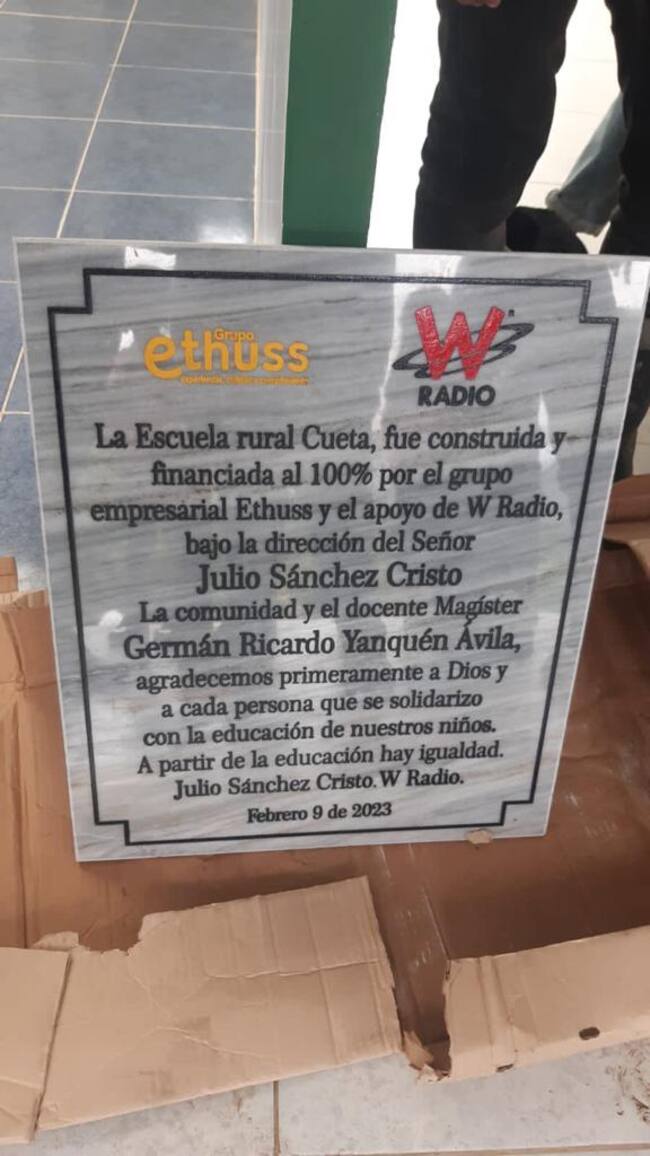 Grupo
ethuss
W
RADIO
La Escuela rural Cueta, fue construida y
financiada al 100% por el grupo
empresarial Ethuss y el apoyo de W Radio,
bajo la dirección del Señor
Julio Sánchez Cristo
La comunidad y el docente Magíster
Germán Ricardo Yanquén Ávila,
agradecemos primeramente a Dios y
a cada persona que se solidarizo
con la educación de nuestros niños.
A partir de la educación hay igualdad.
Julio Sánchez Cristo. W Radio.
Febrero 9 de 2023